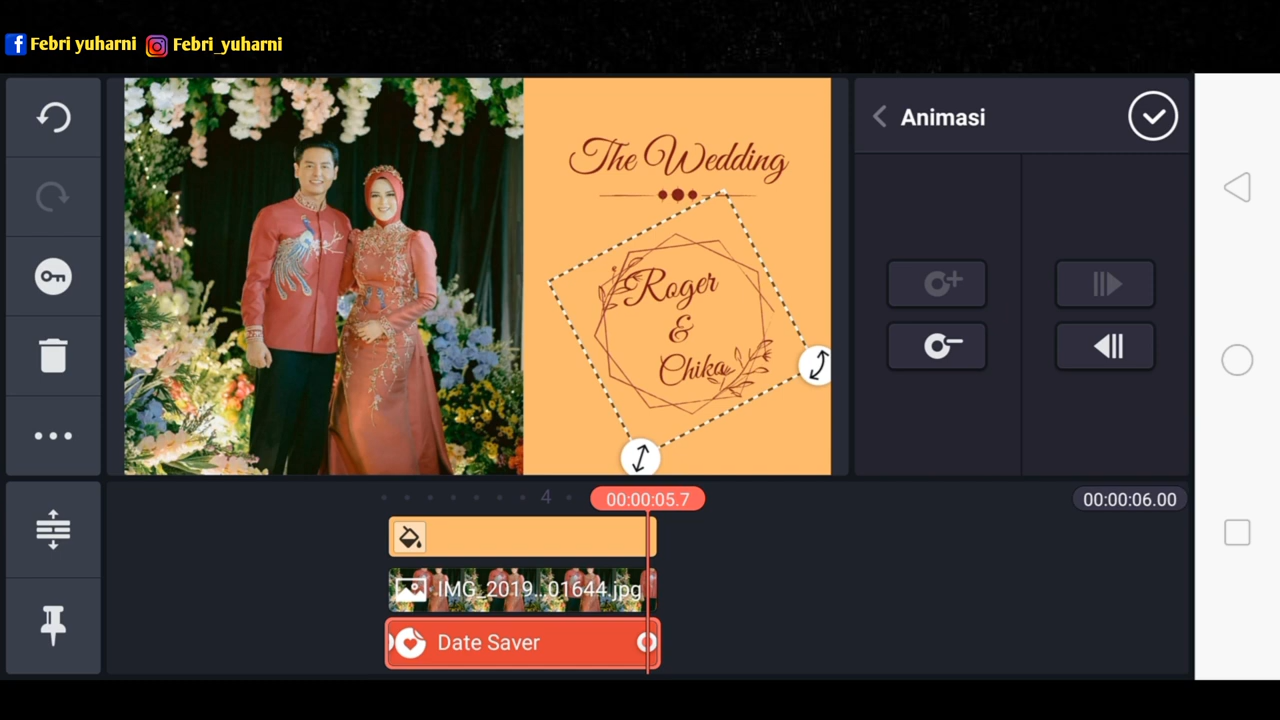 Febri yuharni Febri_yuharni
Animasi
The Wedding
Roger
&
Chika
4 00:00:05.7 00:00:06.00
IMG_2019...01644.jpg
Date Saver